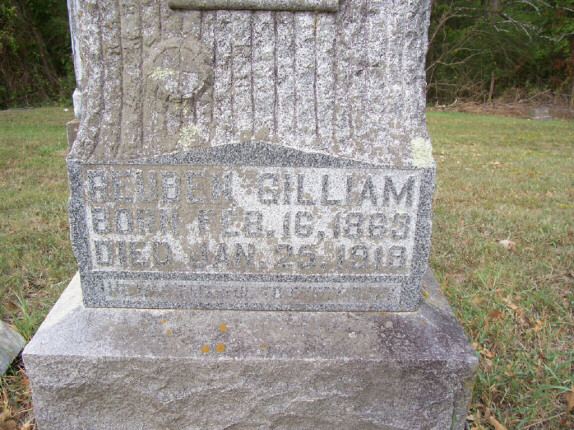 REUBEN GILLIAM
BORN FEB. 16, 1863
DIED JAN. 25, 1918